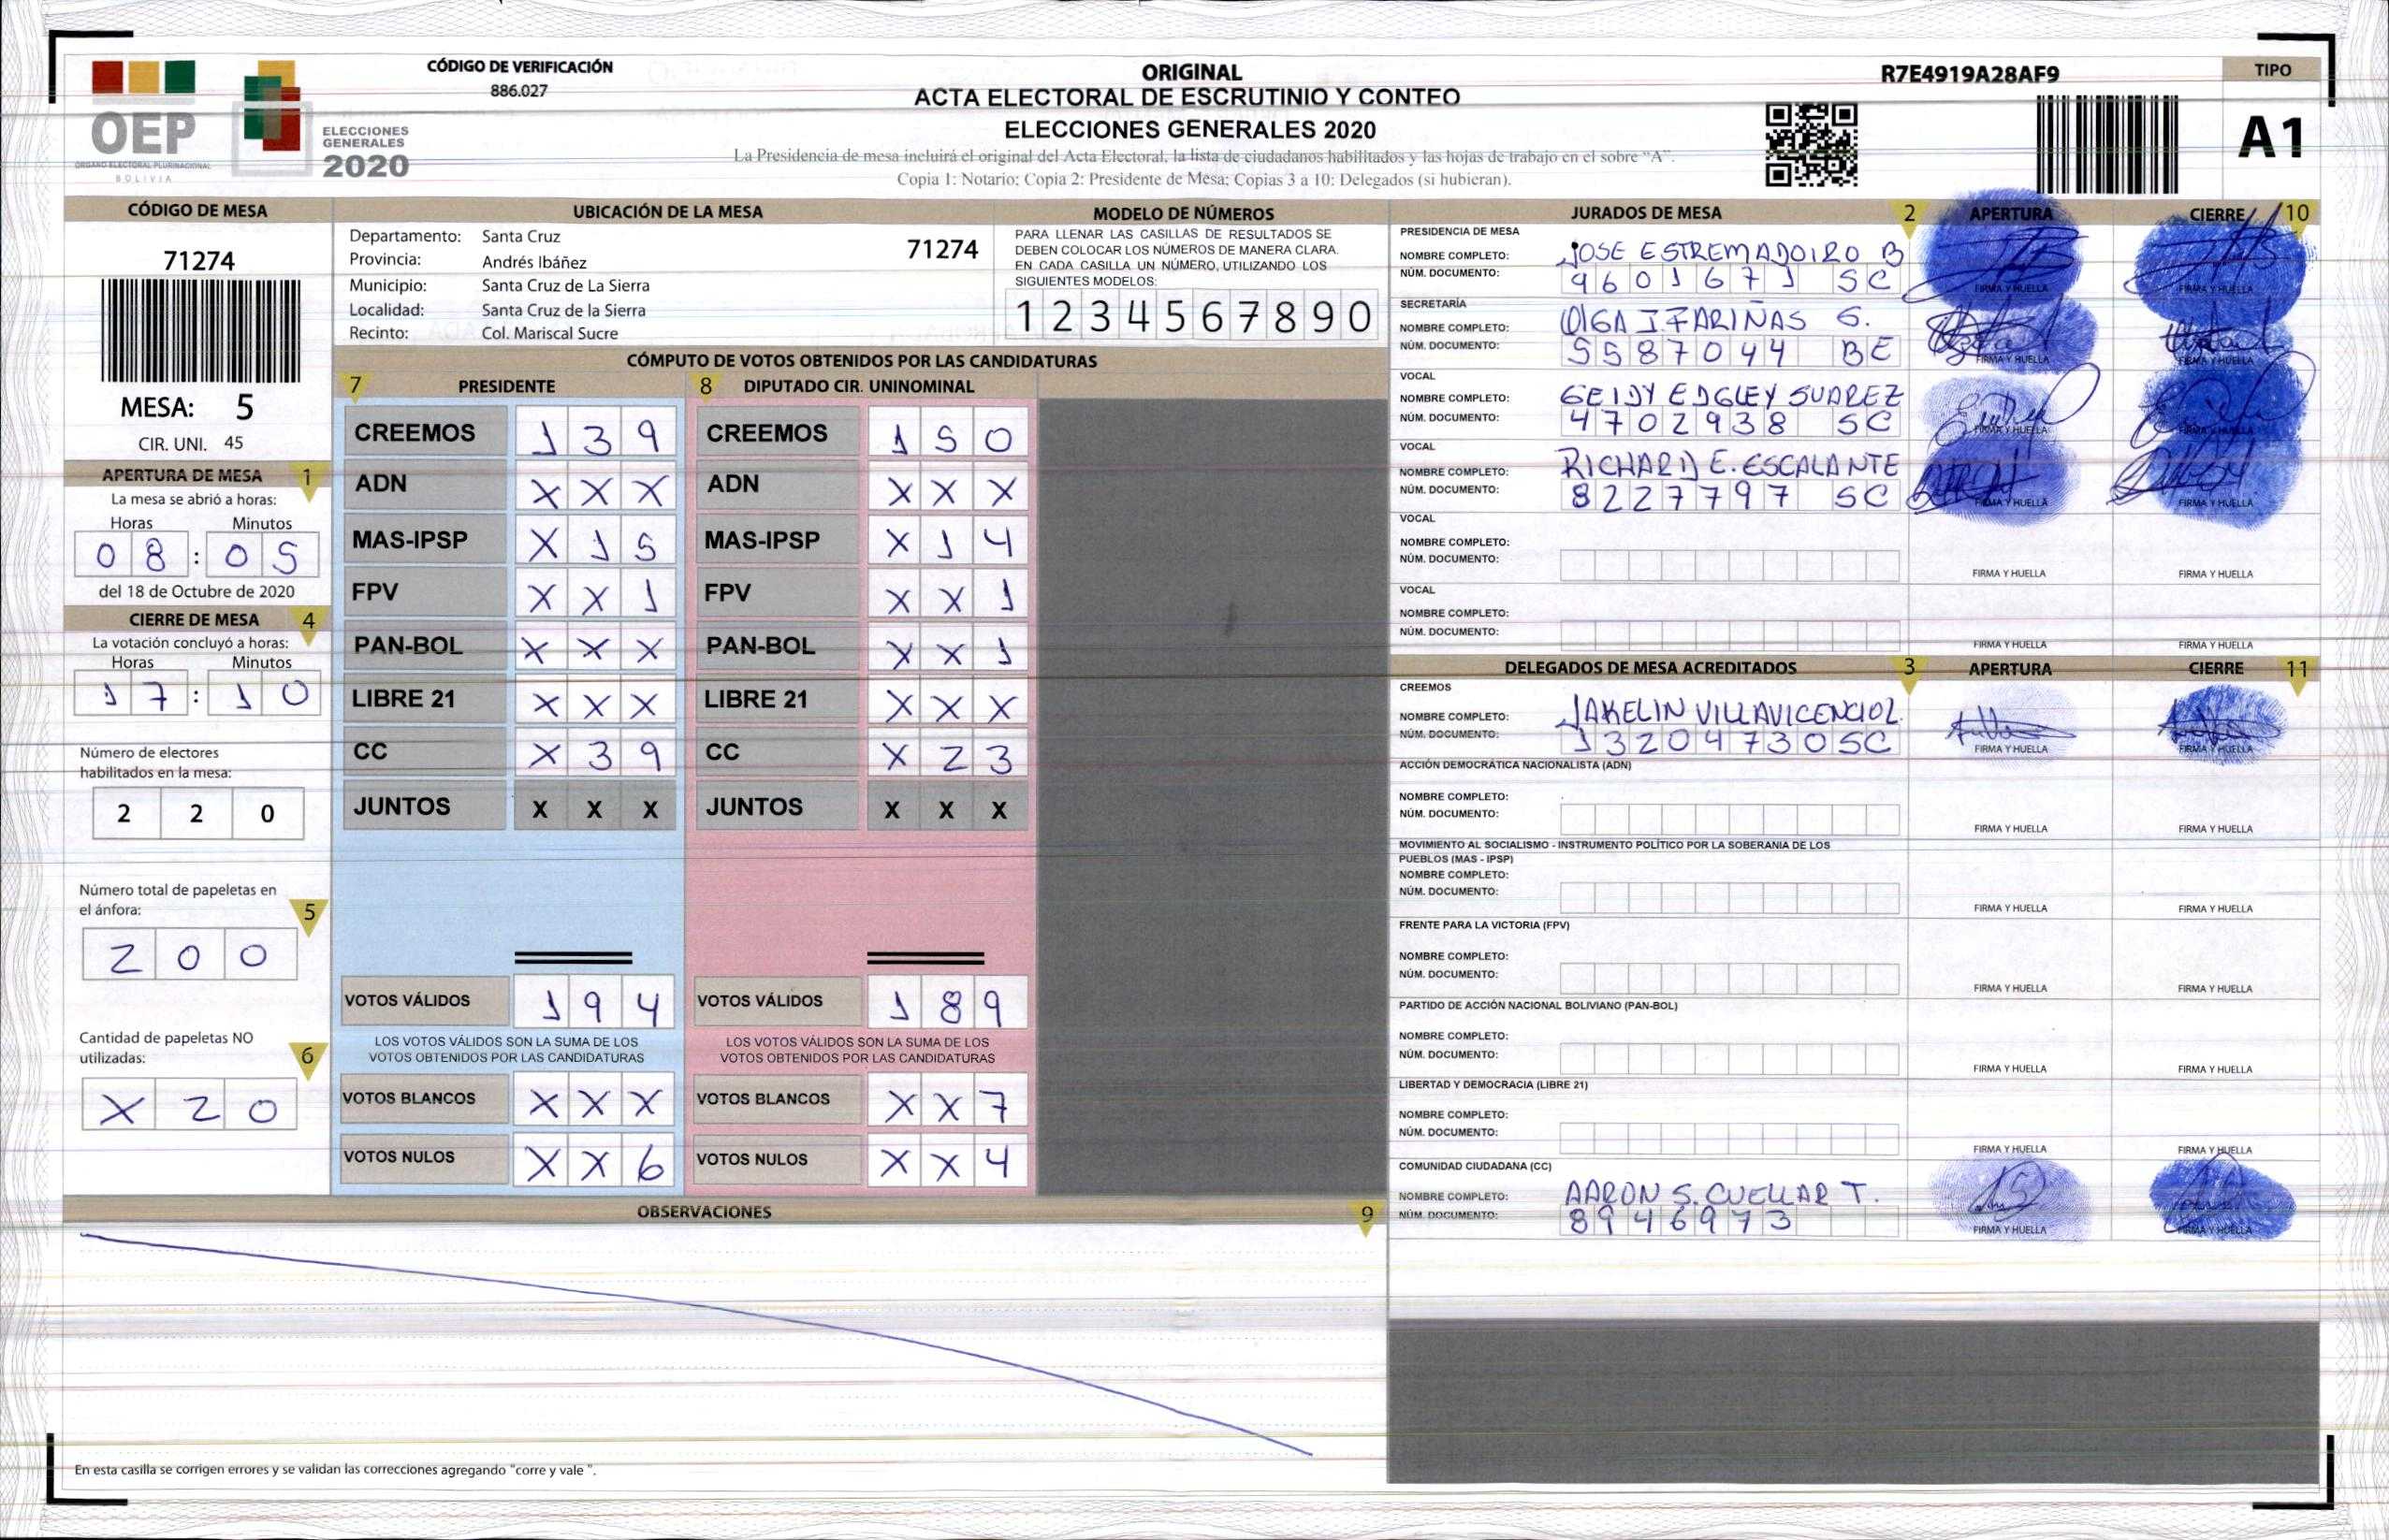 CÓDIGO DE VERIFICACIÓN
886.027
OEP
ÓRGANO ELECTORAL PLURINACIONAL
BOLIVIA
ELECCIONES
GENERALES
2020
ORIGINAL
ACTA ELECTORAL DE ESCRUTINIO Y CONTEO
ELECCIONES GENERALES 2020
La Presidencia de mesa incluirá el original del Acta Electoral, la lista de ciudadanos habilitados y las hojas de trabajo en el sobre "A".
Copia 1: Notario; Copia 2: Presidente de Mesa; Copias 3 a 10: Delegados (si hubieran).
R7E4919A28AF9
TIPO
A1
CÓDIGO DE MESA
71274
MESA: 5
CIR. UNI. 45
APERTURA DE MESA 1
La mesa se abrió a horas:
Horas Minutos
08:05
del 18 de Octubre de 2020
CIERRE DE MESA 4
La votación concluyó a horas:
Horas Minutos
17:10
Número de electores
habilitados en la mesa:
2 2 0
Número total de papeletas en
el ánfora:
5
2 0 0
Cantidad de papeletas NO
utilizadas:
6
X 2 0
UBICACIÓN DE LA MESA
Departamento: Santa Cruz
71274
Provincia: Andrés Ibáñez
Municipio: Santa Cruz de La Sierra
Localidad: Santa Cruz de la Sierra
Recinto: Col. Mariscal Sucre
MODELO DE NÚMEROS
PARA LLENAR LAS CASILLAS DE RESULTADOS SE
DEBEN COLOCAR LOS NÚMEROS DE MANERA CLARA.
EN CADA CASILLA UN NÚMERO, UTILIZANDO LOS
SIGUIENTES MODELOS:
1 2 3 4 5 6 7 8 9 0
CÓMPUTO DE VOTOS OBTENIDOS POR LAS CANDIDATURAS
7 PRESIDENTE
CREEMOS 1 3 9
ADN X X X
MAS-IPSP X 1 5
FPV X X 1
PAN-BOL X X X
LIBRE 21 X X X
CC X 3 9
JUNTOS X X X
VOTOS VÁLIDOS 1 9 4
LOS VOTOS VÁLIDOS SON LA SUMA DE LOS
VOTOS OBTENIDOS POR LAS CANDIDATURAS
VOTOS BLANCOS X X X
VOTOS NULOS X X 6
8 DIPUTADO CIR. UNINOMINAL
CREEMOS 1 5 0
ADN X X X
MAS-IPSP X 1 4
FPV X X 1
PAN-BOL X X 1
LIBRE 21 X X X
CC X 2 3
JUNTOS X X X
VOTOS VÁLIDOS 1 8 9
LOS VOTOS VÁLIDOS SON LA SUMA DE LOS
VOTOS OBTENIDOS POR LAS CANDIDATURAS
VOTOS BLANCOS X X 7
VOTOS NULOS X X 4
OBSERVACIONES 9
En esta casilla se corrigen errores y se validan las correcciones agregando "corre y vale ".
JURADOS DE MESA 2 APERTURA CIERRE 10
PRESIDENCIA DE MESA
NOMBRE COMPLETO: JOSE ESTREMADOIRO B
NÚM. DOCUMENTO: 9601671 SC
FIRMA Y HUELLA FIRMA Y HUELLA
SECRETARÍA
NOMBRE COMPLETO: OLGA I. FARIÑAS G.
NÚM. DOCUMENTO: 5587044 BE
FIRMA Y HUELLA FIRMA Y HUELLA
VOCAL
NOMBRE COMPLETO: GEIDY EDGLEY SUAREZ
NÚM. DOCUMENTO: 4702938 SC
FIRMA Y HUELLA FIRMA Y HUELLA
VOCAL
NOMBRE COMPLETO: RICHARD E. ESCALANTE
NÚM. DOCUMENTO: 8227797 SC
FIRMA Y HUELLA FIRMA Y HUELLA
VOCAL
NOMBRE COMPLETO:
NÚM. DOCUMENTO:
FIRMA Y HUELLA FIRMA Y HUELLA
VOCAL
NOMBRE COMPLETO:
NÚM. DOCUMENTO:
FIRMA Y HUELLA FIRMA Y HUELLA
DELEGADOS DE MESA ACREDITADOS 3 APERTURA CIERRE 11
CREEMOS
NOMBRE COMPLETO: JAKELIN VILLAVICENCIO Z.
NÚM. DOCUMENTO: 13204730SC
FIRMA Y HUELLA FIRMA Y HUELLA
ACCIÓN DEMOCRÁTICA NACIONALISTA (ADN)
NOMBRE COMPLETO:
NÚM. DOCUMENTO:
FIRMA Y HUELLA FIRMA Y HUELLA
MOVIMIENTO AL SOCIALISMO - INSTRUMENTO POLÍTICO POR LA SOBERANIA DE LOS
PUEBLOS (MAS - IPSP)
NOMBRE COMPLETO:
NÚM. DOCUMENTO:
FIRMA Y HUELLA FIRMA Y HUELLA
FRENTE PARA LA VICTORIA (FPV)
NOMBRE COMPLETO:
NÚM. DOCUMENTO:
FIRMA Y HUELLA FIRMA Y HUELLA
PARTIDO DE ACCIÓN NACIONAL BOLIVIANO (PAN-BOL)
NOMBRE COMPLETO:
NÚM. DOCUMENTO:
FIRMA Y HUELLA FIRMA Y HUELLA
LIBERTAD Y DEMOCRACIA (LIBRE 21)
NOMBRE COMPLETO:
NÚM. DOCUMENTO:
FIRMA Y HUELLA FIRMA Y HUELLA
COMUNIDAD CIUDADANA (CC)
NOMBRE COMPLETO: AARON S. CUELLAR T.
NÚM. DOCUMENTO: 8946973
FIRMA Y HUELLA FIRMA Y HUELLA